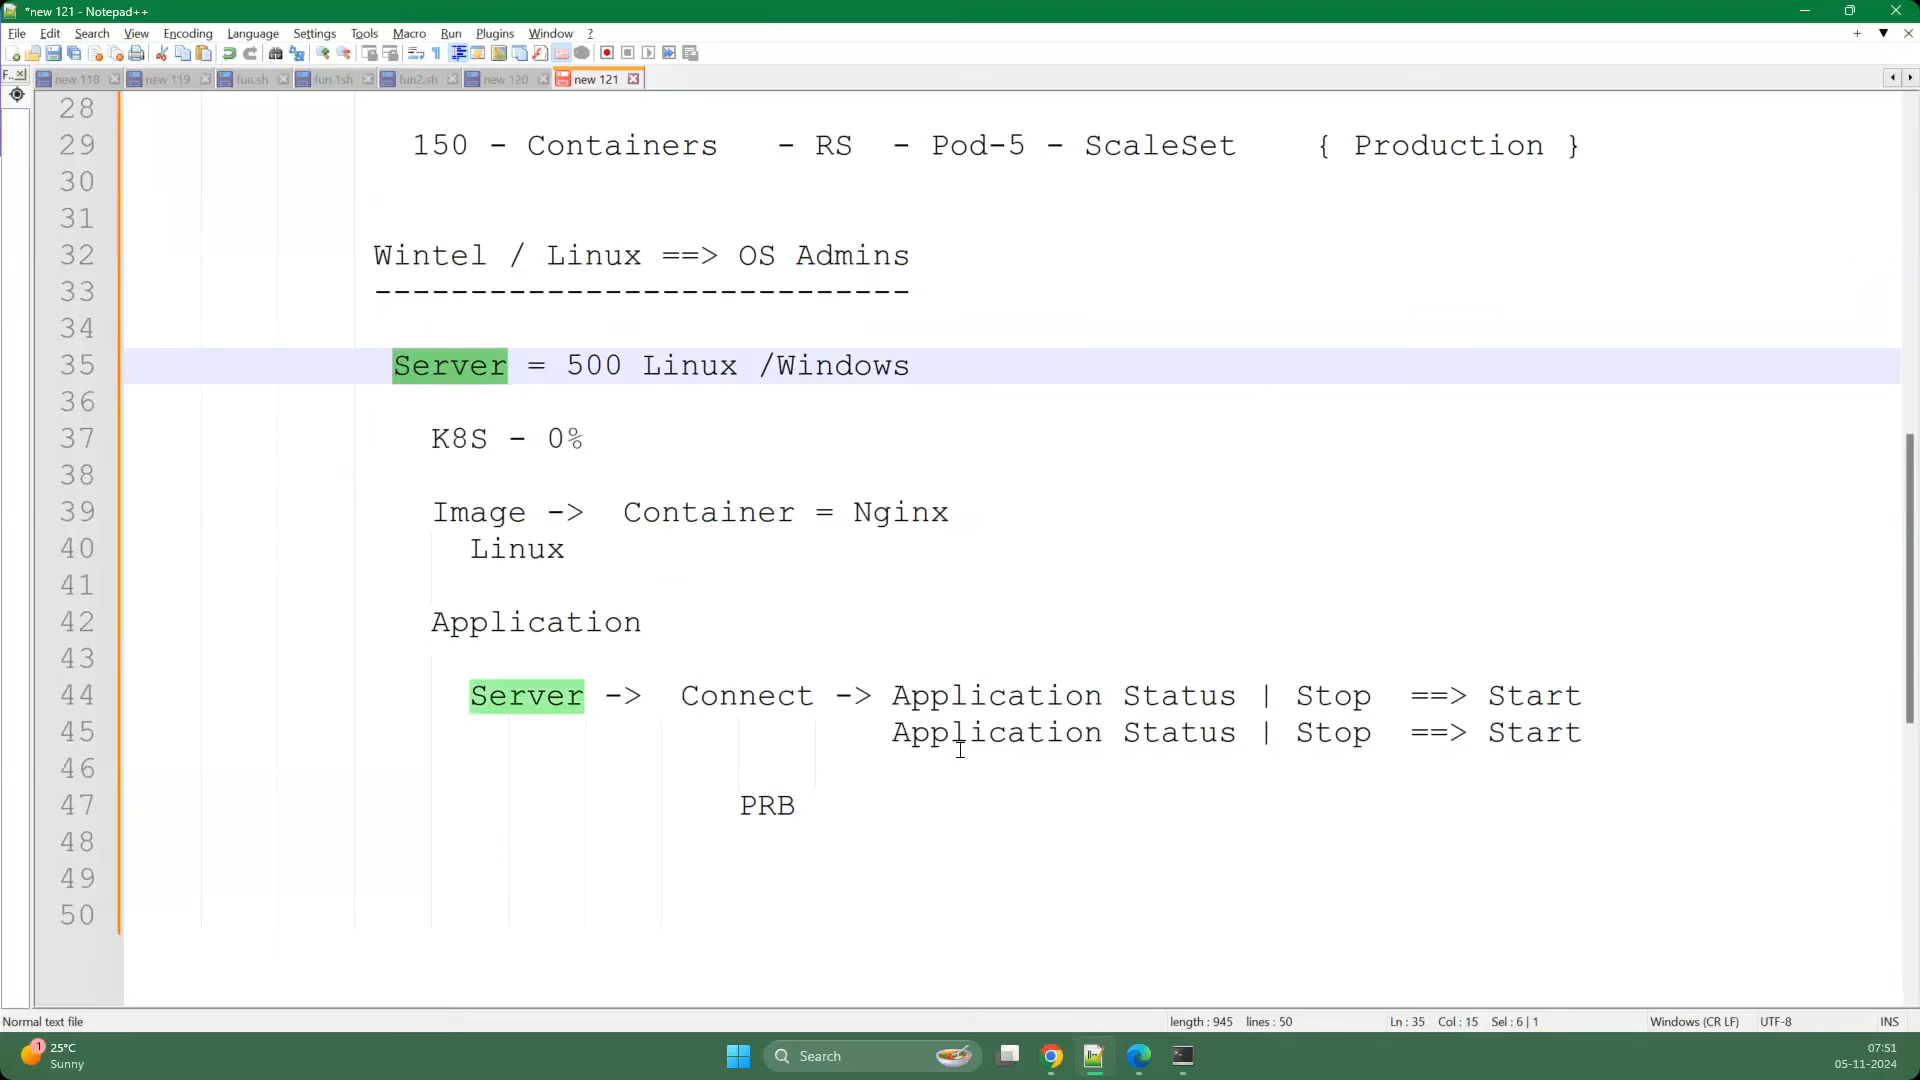 *new 121 - Notepad++
File Edit Search View Encoding Language Settings Tools Macro Run Plugins Window ?
F.. new 118 new 119 fun.sh fun.1sh fun2.sh new 120 new 121
28
29 150 - Containers - RS - Pod-5 - ScaleSet { Production }
30
31
32 Wintel / Linux ==> OS Admins
33 ----------------------------
34
35 Server = 500 Linux /Windows
36
37 K8S - 0%
38
39 Image -> Container = Nginx
40 Linux
41
42 Application
43
44 Server -> Connect -> Application Status | Stop ==> Start
45 Application Status | Stop ==> Start
46
47 PRB
48
49
50
Normal text file length : 945 lines : 50 Ln : 35 Col : 15 Sel : 6 | 1 Windows (CR LF) UTF-8 INS
1 25°C Search 07:51
Sunny 05-11-2024